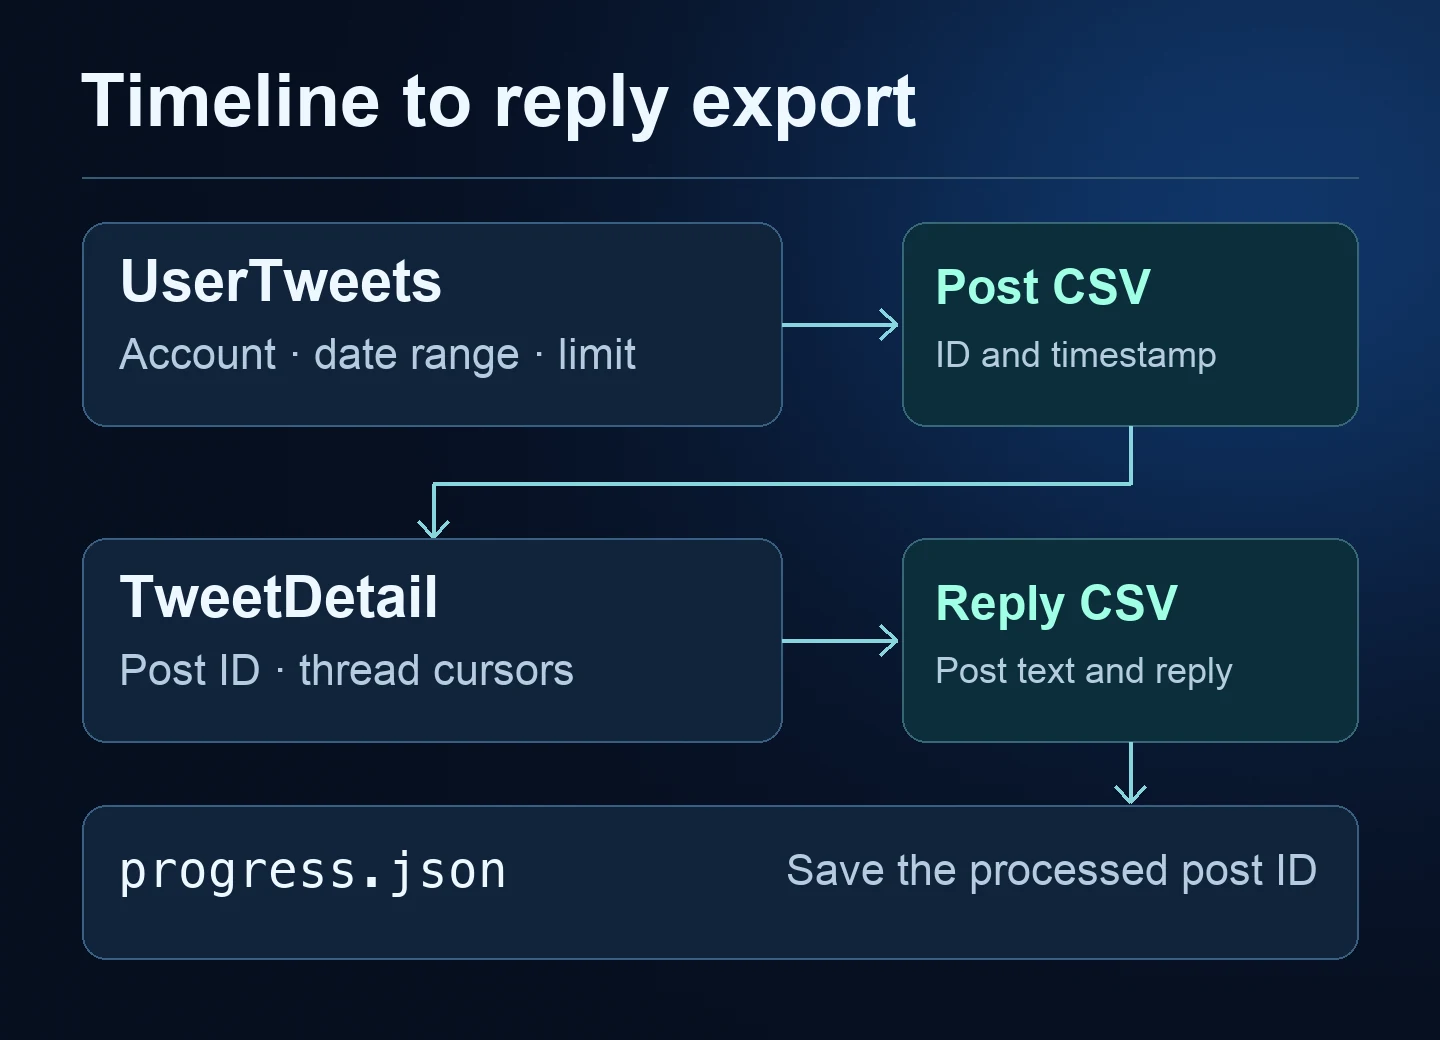 Timeline to reply export
UserTweets
Account · date range · limit
Post CSV
ID and timestamp
TweetDetail
Post ID · thread cursors
Reply CSV
Post text and reply
progress.json
Save the processed post ID